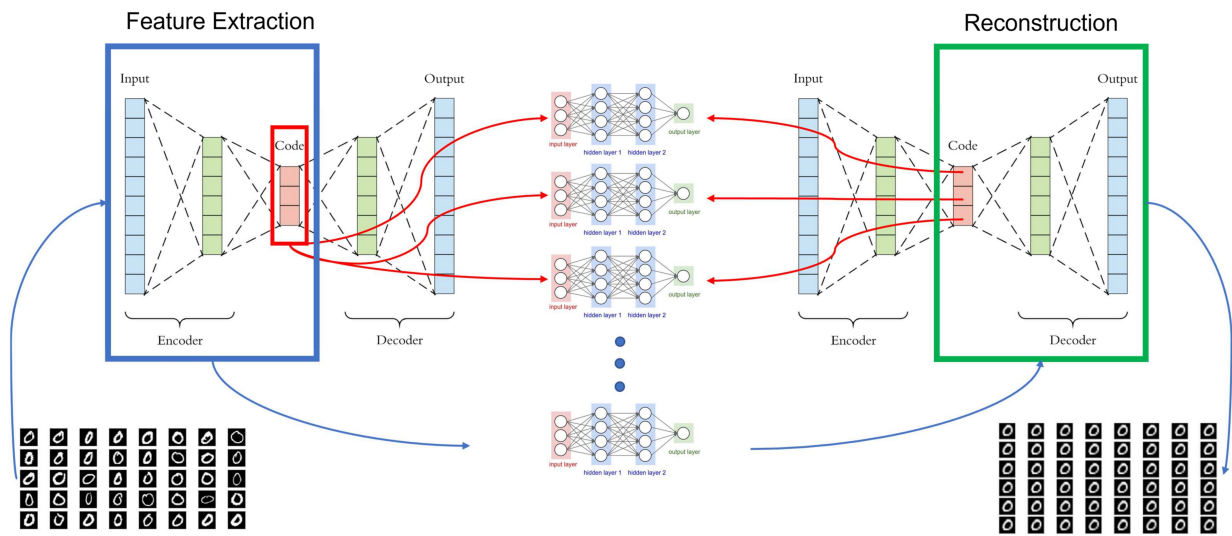 Feature Extraction
Reconstruction
Input
Output
Code
Encoder
Decoder
input layer
hidden layer 1 hidden layer 2
output layer
input layer
hidden layer 1 hidden layer 2
output layer
input layer
hidden layer 1 hidden layer 2
output layer
input layer
hidden layer 1 hidden layer 2
output layer
Input
Output
Code
Encoder
Decoder